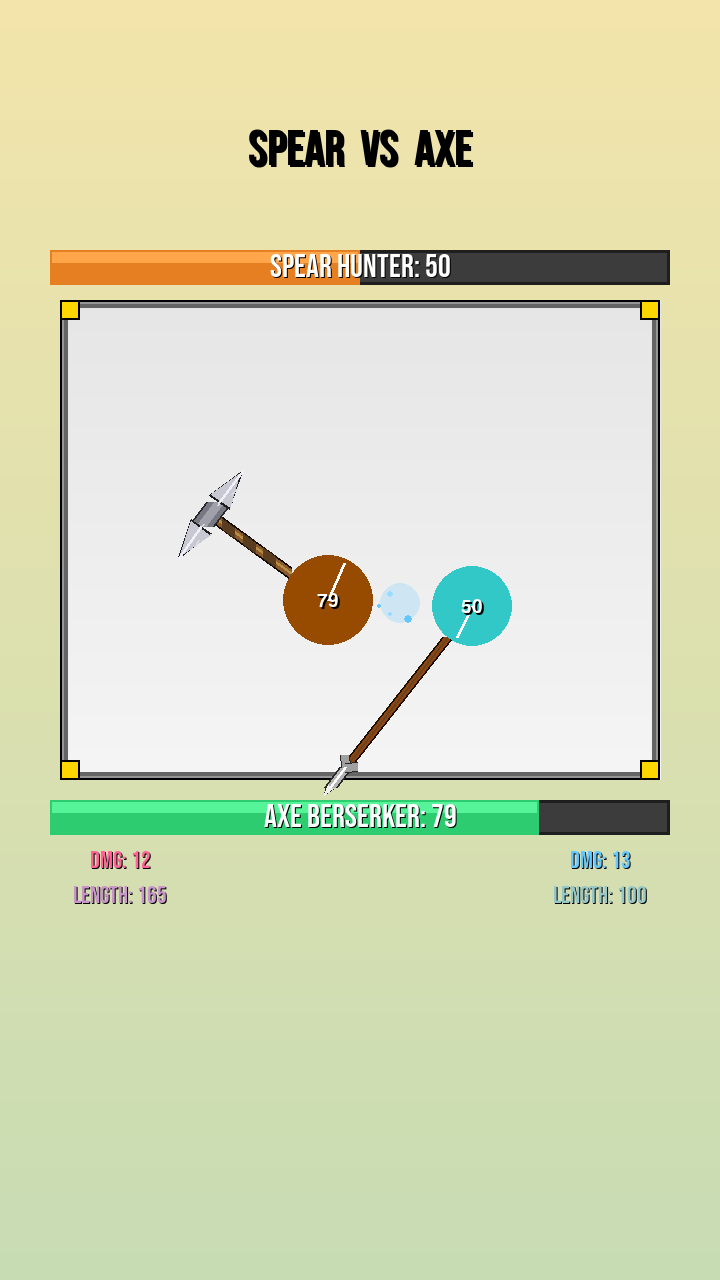 SPEAR VS AXE
SPEAR HUNTER: 50
79
50
AXE BERSERKER: 79
DMG: 12
DMG: 13
LENGTH: 165
LENGTH: 100